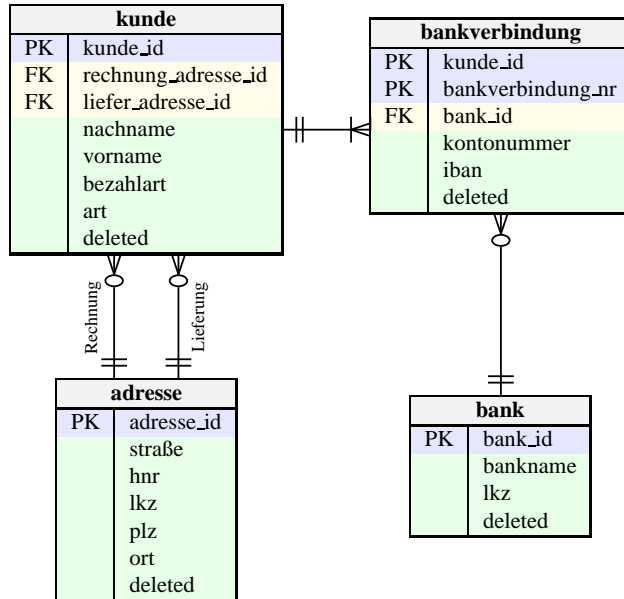 kunde
PK kunde_id
FK rechnung_adresse_id
FK liefer_adresse_id
nachname
vorname
bezahlart
art
deleted
bankverbindung
PK kunde_id
PK bankverbindung_nr
FK bank_id
kontonummer
iban
deleted
Rechnung
Lieferung
adresse
PK adresse_id
straße
hnr
lkz
plz
ort
deleted
bank
PK bank_id
bankname
lkz
deleted